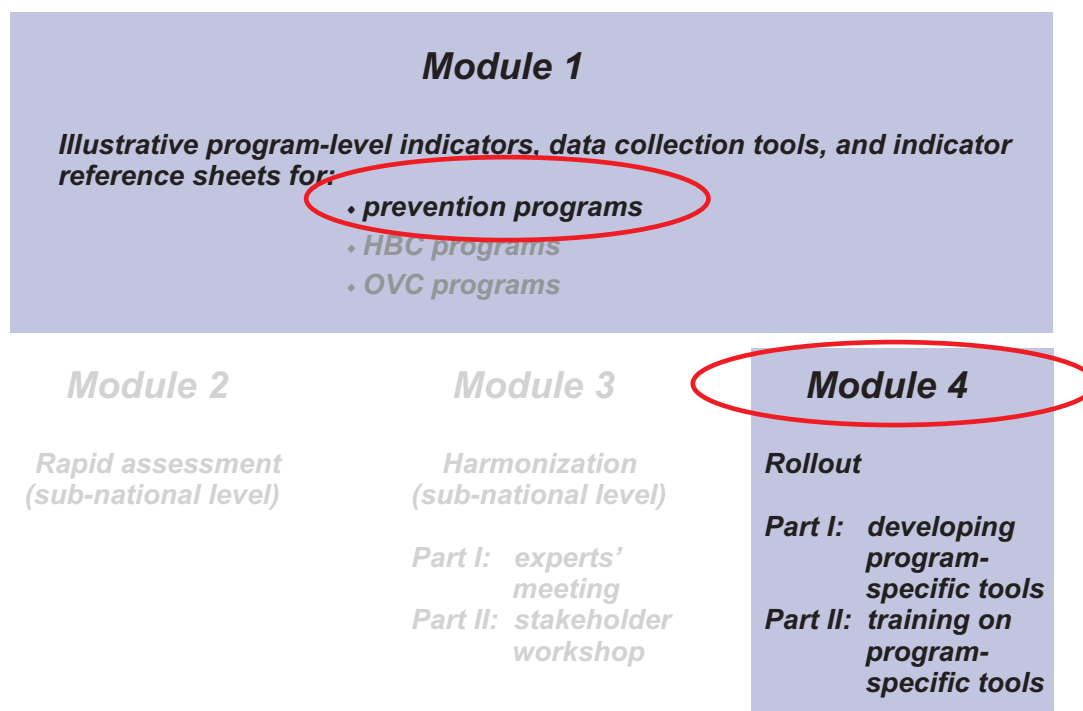 Module 1
Illustrative program-level indicators, data collection tools, and indicator
reference sheets for:
⬩ prevention programs
⬩ HBC programs
⬩ OVC programs
Module 2
Rapid assessment
(sub-national level)
Module 3
Harmonization
(sub-national level)
Part I: experts’
meeting
Part II: stakeholder
workshop
Module 4
Rollout
Part I: developing
program-
specific tools
Part II: training on
program-
specific tools